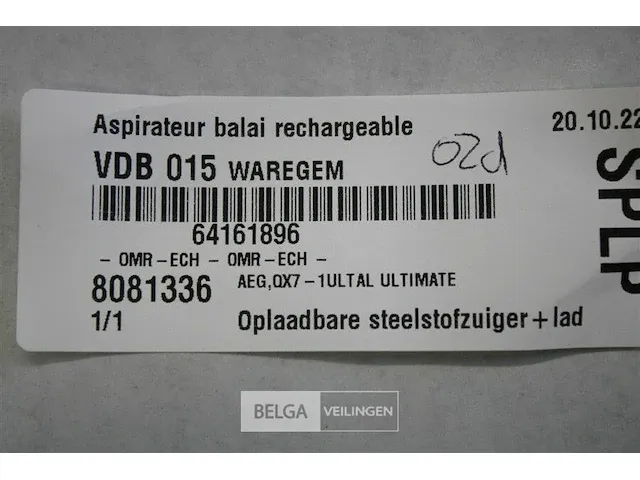 Aspirateur balai rechargeable
20.10.22
VDB 015 WAREGEM
SPLP
64161896
- OMR-ECH - OMR-ECH -
8081336
AEG,QX7-1ULTAL ULTIMATE
1/1
Oplaadbare steelstofzuiger+lad
BELGA VEILINGEN